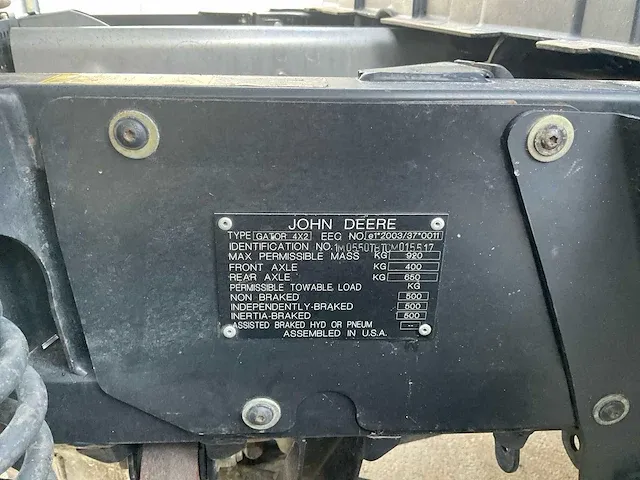 JOHN DEERE
TYPE GATOR 4X2 EEC NO. e1*2003/37*0011
IDENTIFICATION NO. 1M0550THTCM015517
MAX PERMISSIBLE MASS KG 920
FRONT AXLE KG 400
REAR AXLE KG 650
PERMISSIBLE TOWABLE LOAD KG
NON BRAKED 500
INDEPENDENTLY-BRAKED 500
INERTIA-BRAKED 500
ASSISTED BRAKED HYD OR PNEUM --
ASSEMBLED IN U.S.A.